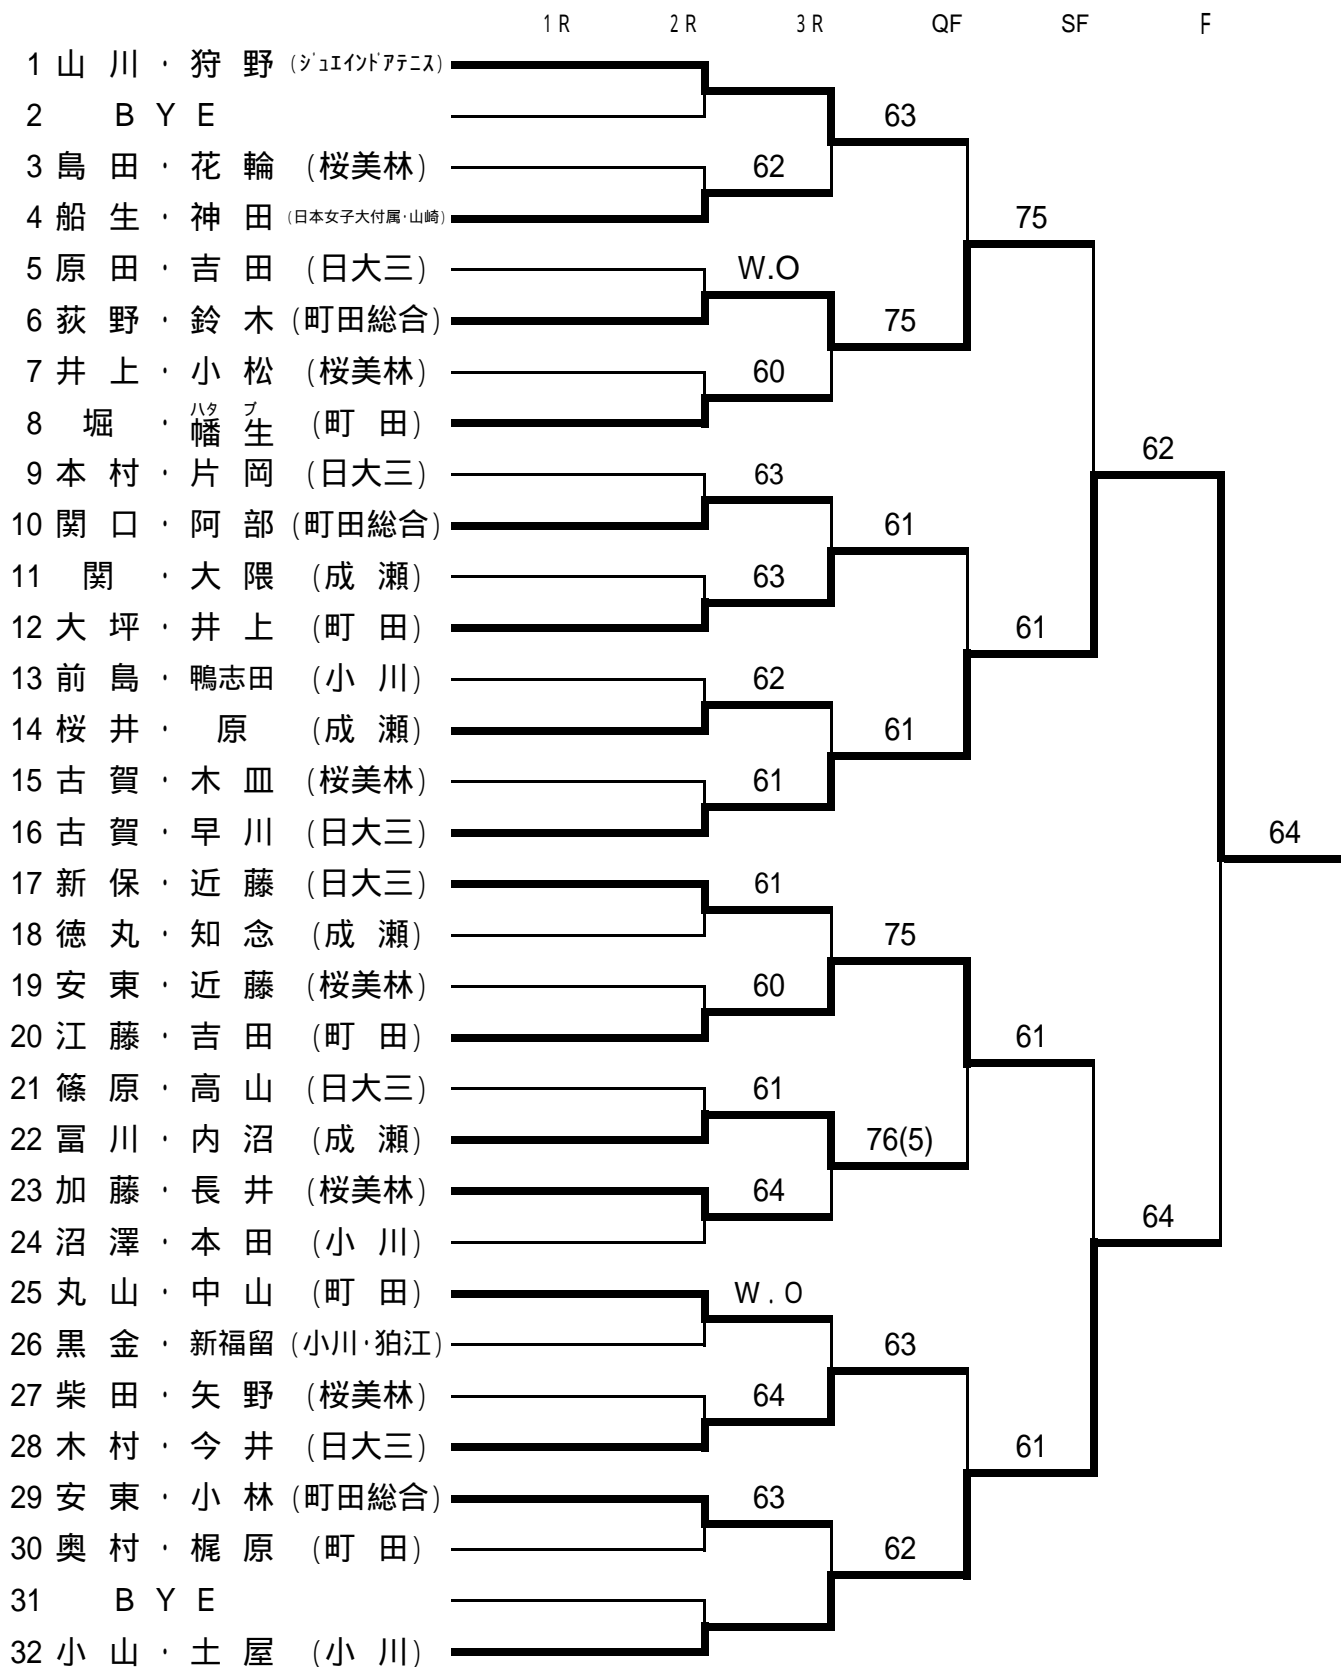 1R 2R 3R QF SF F
1 山川・狩野 (ジュエインドアテニス)
2 BYE
63
3 島田・花輪 (桜美林)
62
4 船生・神田 (日本女子大付属・山崎)
75
5 原田・吉田 (日大三)
W.O
6 荻野・鈴木 (町田総合)
75
7 井上・小松 (桜美林)
60
ハタ ブ
8 堀・幡生 (町田)
62
9 本村・片岡 (日大三)
63
10 関口・阿部 (町田総合)
61
11 関・大隈 (成瀬)
63
12 大坪・井上 (町田)
61
13 前島・鴨志田 (小川)
62
14 桜井・原 (成瀬)
61
15 古賀・木皿 (桜美林)
61
16 古賀・早川 (日大三)
64
17 新保・近藤 (日大三)
61
18 徳丸・知念 (成瀬)
75
19 安東・近藤 (桜美林)
60
20 江藤・吉田 (町田)
61
21 篠原・高山 (日大三)
61
22 冨川・内沼 (成瀬)
76(5)
23 加藤・長井 (桜美林)
64
64
24 沼澤・本田 (小川)
25 丸山・中山 (町田)
W.O
26 黒金・新福留 (小川・狛江)
63
27 柴田・矢野 (桜美林)
64
28 木村・今井 (日大三)
61
29 安東・小林 (町田総合)
63
30 奥村・梶原 (町田)
62
31 BYE
32 小山・土屋 (小川)